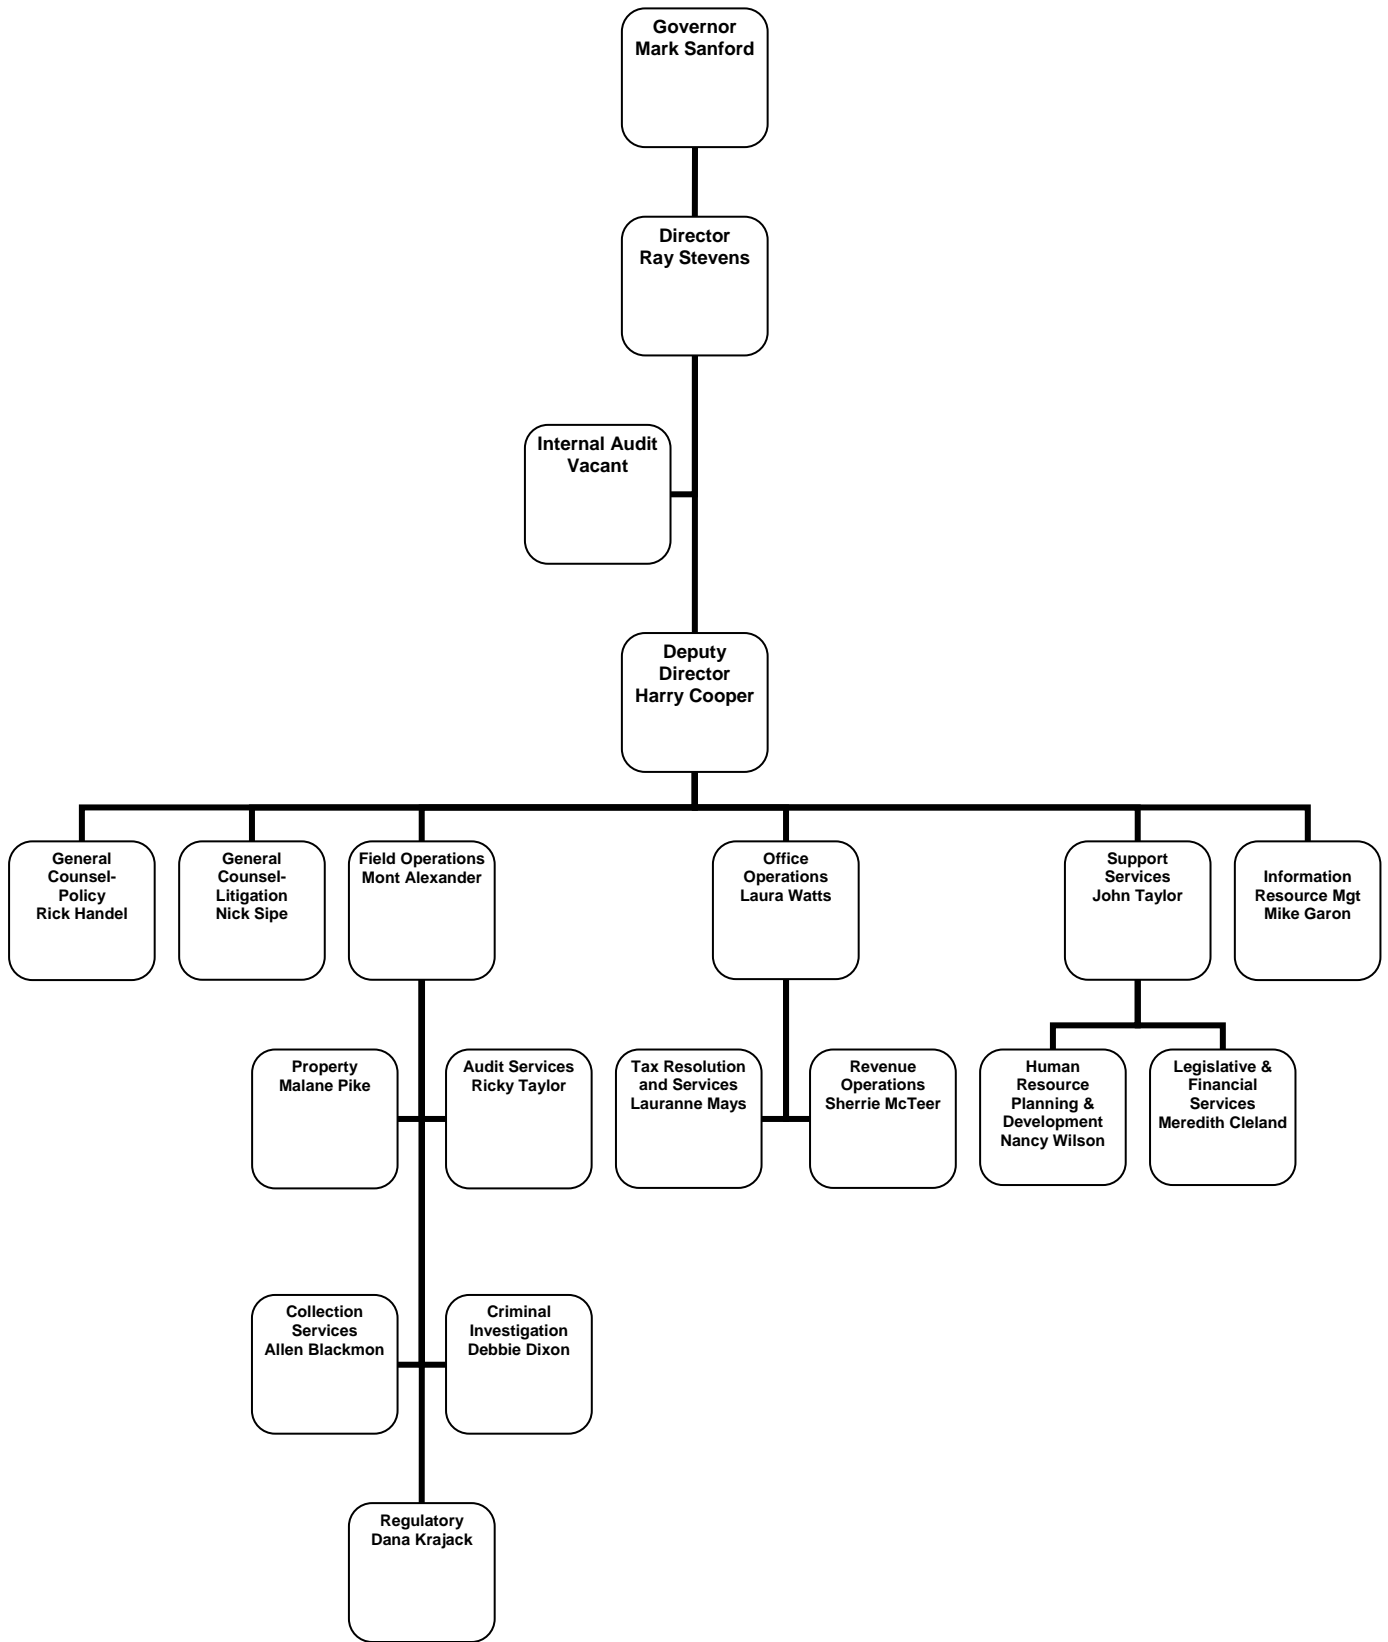 Governor
Mark Sanford
Director
Ray Stevens
Internal Audit
Vacant
Deputy
Director
Harry Cooper
General
Counsel-
Policy
Rick Handel
General
Counsel-
Litigation
Nick Sipe
Field Operations
Mont Alexander
Office
Operations
Laura Watts
Support
Services
John Taylor
Information
Resource Mgt
Mike Garon
Property
Malane Pike
Audit Services
Ricky Taylor
Tax Resolution
and Services
Lauranne Mays
Revenue
Operations
Sherrie McTeer
Human
Resource
Planning &
Development
Nancy Wilson
Legislative &
Financial
Services
Meredith Cleland
Collection
Services
Allen Blackmon
Criminal
Investigation
Debbie Dixon
Regulatory
Dana Krajack